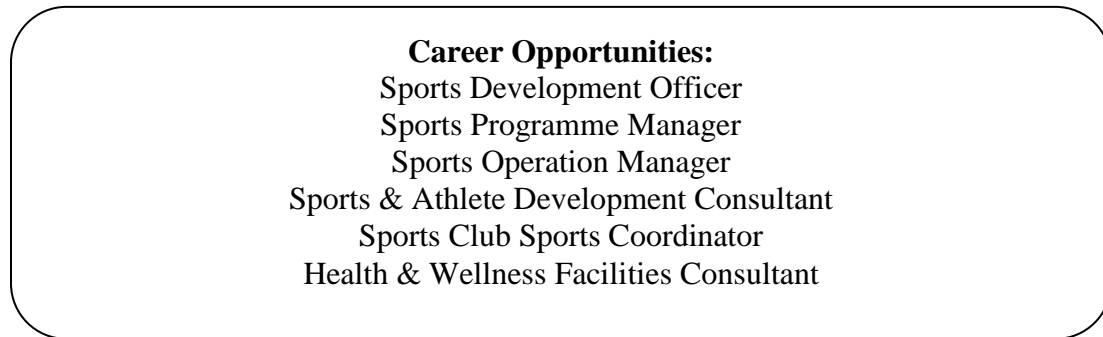 Career Opportunities:
Sports Development Officer
Sports Programme Manager
Sports Operation Manager
Sports & Athlete Development Consultant
Sports Club Sports Coordinator
Health & Wellness Facilities Consultant